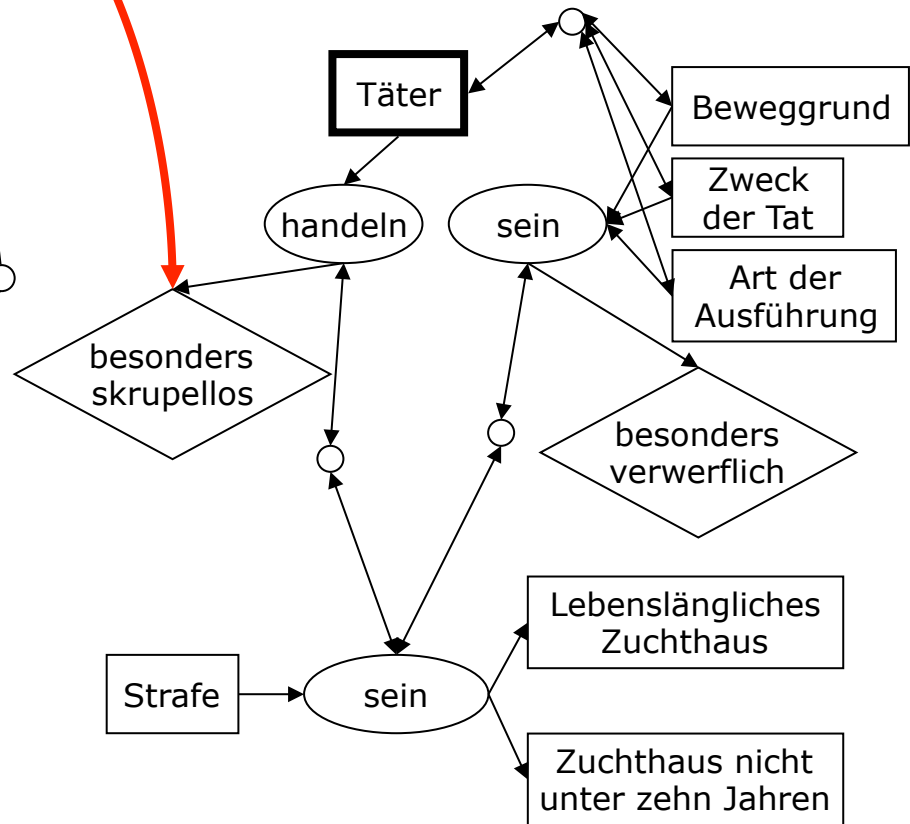 Täter
Beweggrund
Zweck
der Tat
handeln
sein
Art der
Ausführung
besonders
skrupellos
besonders
verwerflich
Lebenslängliches
Zuchthaus
Strafe
sein
Zuchthaus nicht
unter zehn Jahren